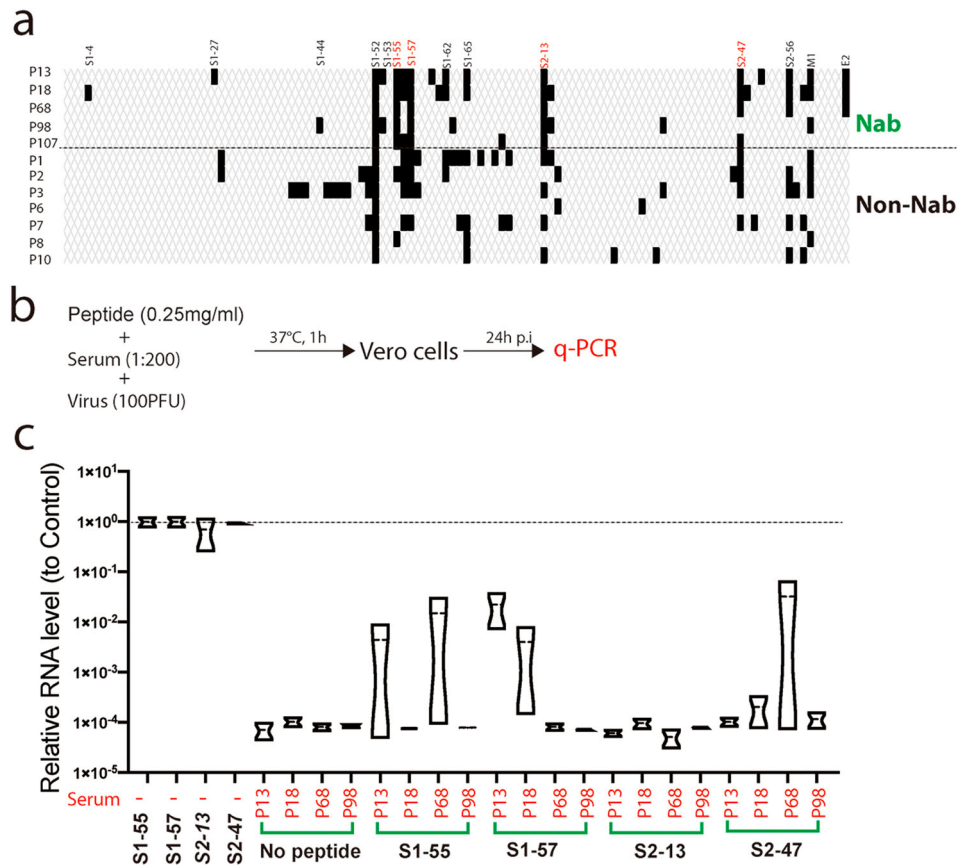 a
S1-4
S1-27
S1-44
S1-52
S1-53
S1-55
S1-57
S1-62
S1-65
S2-13
S2-47
S2-56
M1
E2
P13
P18
P68
P98
P107
P1
P2
P3
P6
P7
P8
P10
Nab
Non-Nab
b
Peptide (0.25mg/ml)
+
Serum (1:200)
+
Virus (100PFU)
37°C, 1h
Vero cells
24h p.i
q-PCR
c
Relative RNA level (to Control)
1×10¹
1×10⁰
1×10⁻¹
1×10⁻²
1×10⁻³
1×10⁻⁴
1×10⁻⁵
Serum - - - - P13 P18 P68 P98 P13 P18 P68 P98 P13 P18 P68 P98 P13 P18 P68 P98 P13 P18 P68 P98
S1-55 S1-57 S2-13 S2-47 No peptide S1-55 S1-57 S2-13 S2-47